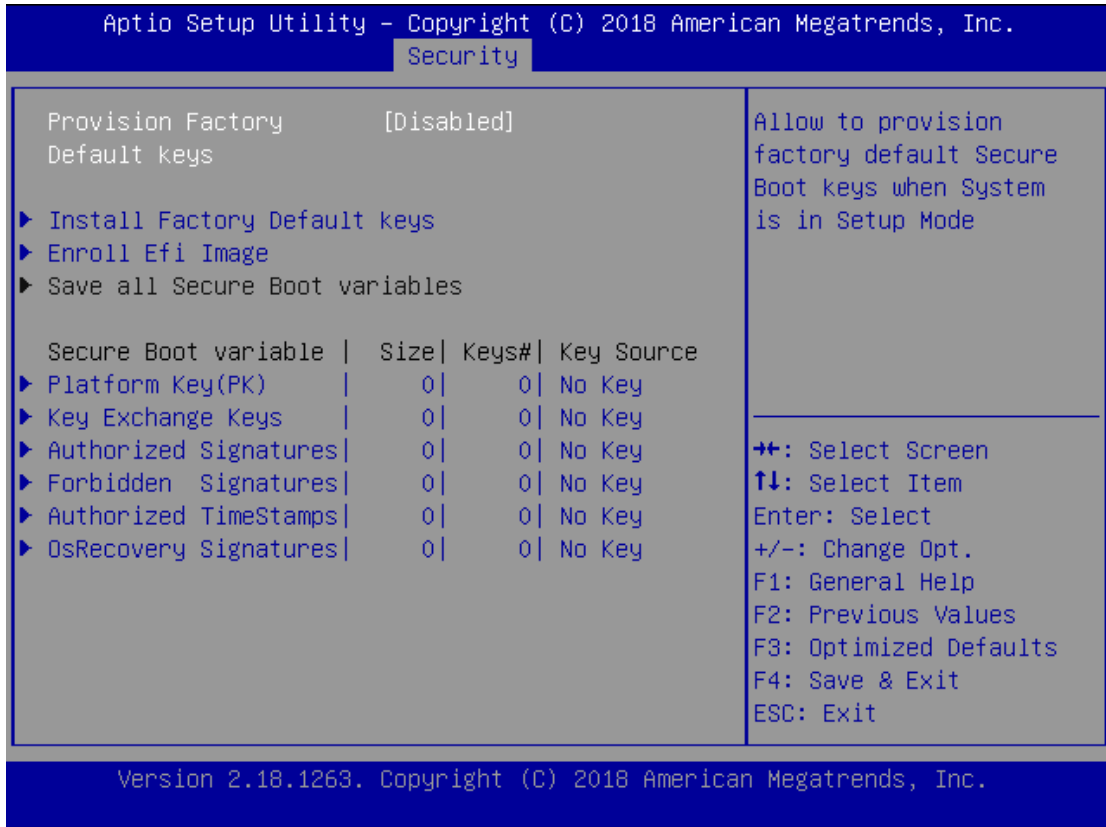 Aptio Setup Utility – Copyright (C) 2018 American Megatrends, Inc.
Security
Provision Factory [Disabled]
Default keys
▶ Install Factory Default keys
▶ Enroll Efi Image
▶ Save all Secure Boot variables
Secure Boot variable | Size| Keys#| Key Source
▶ Platform Key(PK) | 0| 0| No Key
▶ Key Exchange Keys | 0| 0| No Key
▶ Authorized Signatures| 0| 0| No Key
▶ Forbidden Signatures| 0| 0| No Key
▶ Authorized TimeStamps| 0| 0| No Key
▶ OsRecovery Signatures| 0| 0| No Key
Allow to provision
factory default Secure
Boot keys when System
is in Setup Mode
→←: Select Screen
↑↓: Select Item
Enter: Select
+/-: Change Opt.
F1: General Help
F2: Previous Values
F3: Optimized Defaults
F4: Save & Exit
ESC: Exit
Version 2.18.1263. Copyright (C) 2018 American Megatrends, Inc.